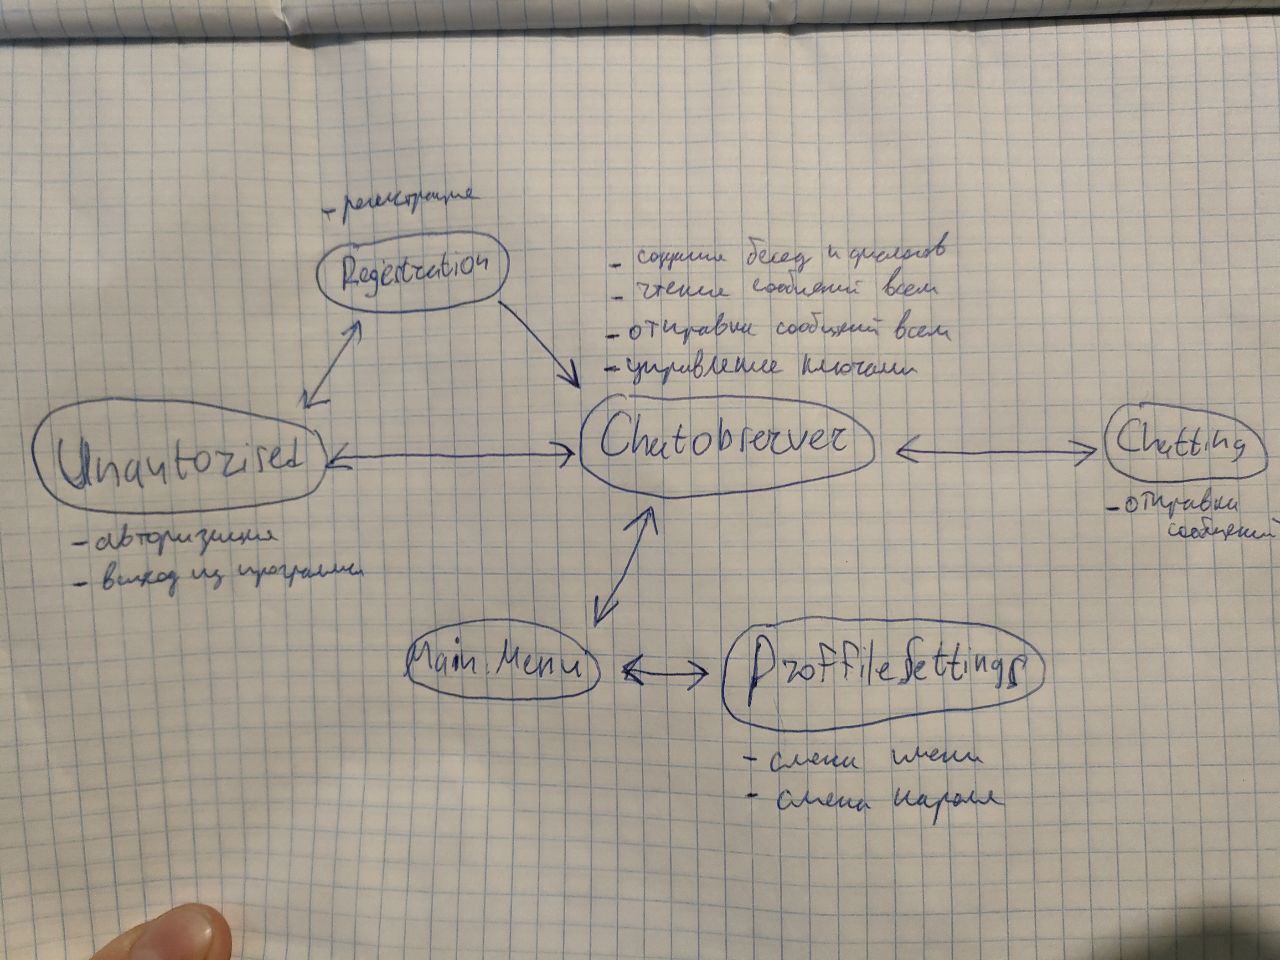 - регистрация
Regestration
- создание бесед и диалогов
- чтение сообщений всем
- отправка сообщений всем
- управление ключами
Unautorised
Chatobserver
Chatting
- авторизация
- выход из программы
- отправка
сообщений
Main Menu
ProffileSettings
- смена имени
- смена пароля